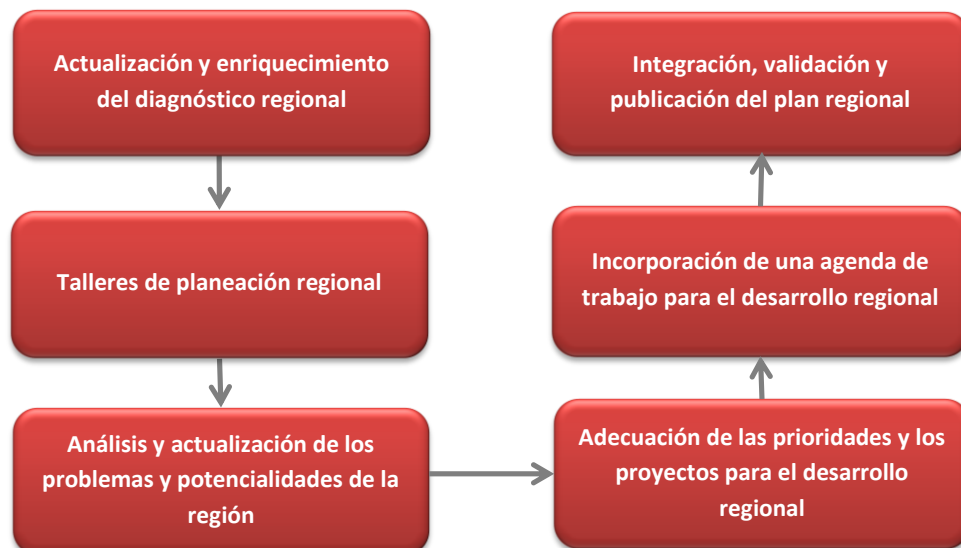 Actualización y enriquecimiento
del diagnóstico regional
Talleres de planeación regional
Análisis y actualización de los
problemas y potencialidades de la
región
Adecuación de las prioridades y los
proyectos para el desarrollo
regional
Incorporación de una agenda de
trabajo para el desarrollo regional
Integración, validación y
publicación del plan regional